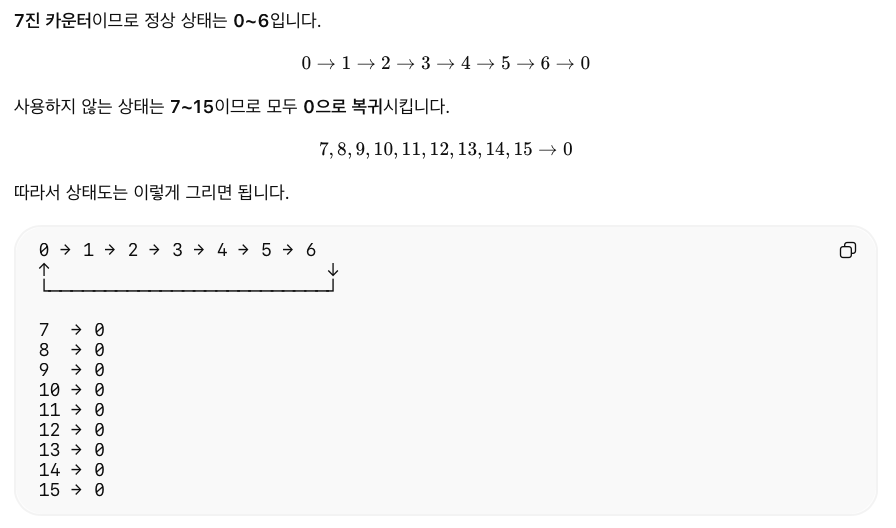 7진 카운터이므로 정상 상태는 0~6입니다.
0 → 1 → 2 → 3 → 4 → 5 → 6 → 0
사용하지 않는 상태는 7~15이므로 모두 0으로 복귀시킵니다.
7, 8, 9, 10, 11, 12, 13, 14, 15 → 0
따라서 상태도는 이렇게 그리면 됩니다.
0 → 1 → 2 → 3 → 4 → 5 → 6
↑                          ↓
└──────────────────────────┘
7  → 0
8  → 0
9  → 0
10 → 0
11 → 0
12 → 0
13 → 0
14 → 0
15 → 0